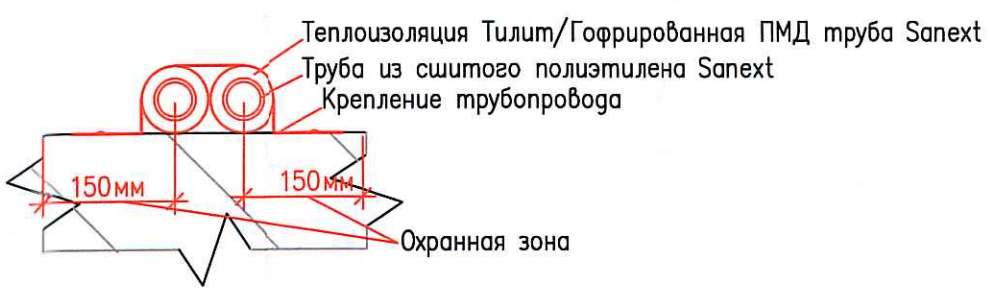 Теплоизоляция Тилит/Гофрированная ПМД труба Sanext
Труба из сшитого полиэтилена Sanext
Крепление трубопровода
150мм
150мм
Охранная зона